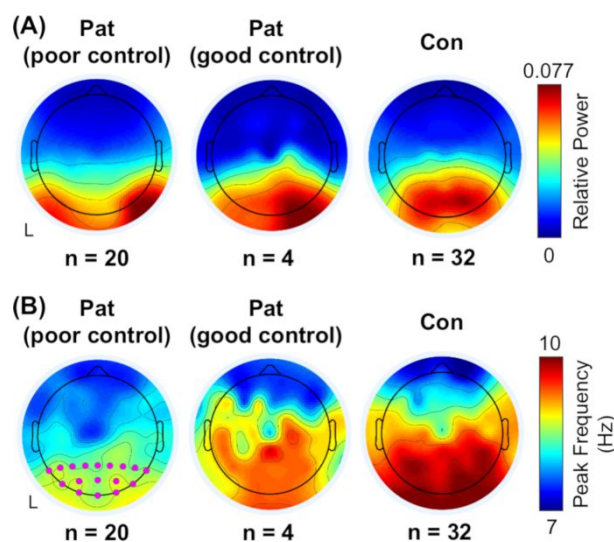 (A)
Pat
(poor control)
Pat
(good control)
Con
0.077
Relative Power
0
L
n = 20
n = 4
n = 32
(B)
Pat
(poor control)
Pat
(good control)
Con
10
Peak Frequency
(Hz)
7
L
n = 20
n = 4
n = 32